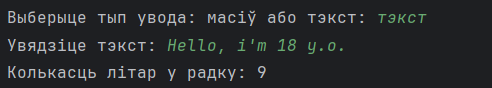 Выберыце тып увода: масіў або тэкст: тэкст
Увядзіце тэкст: Hello, i'm 18 y.o.
Колькасць літар у радку: 9